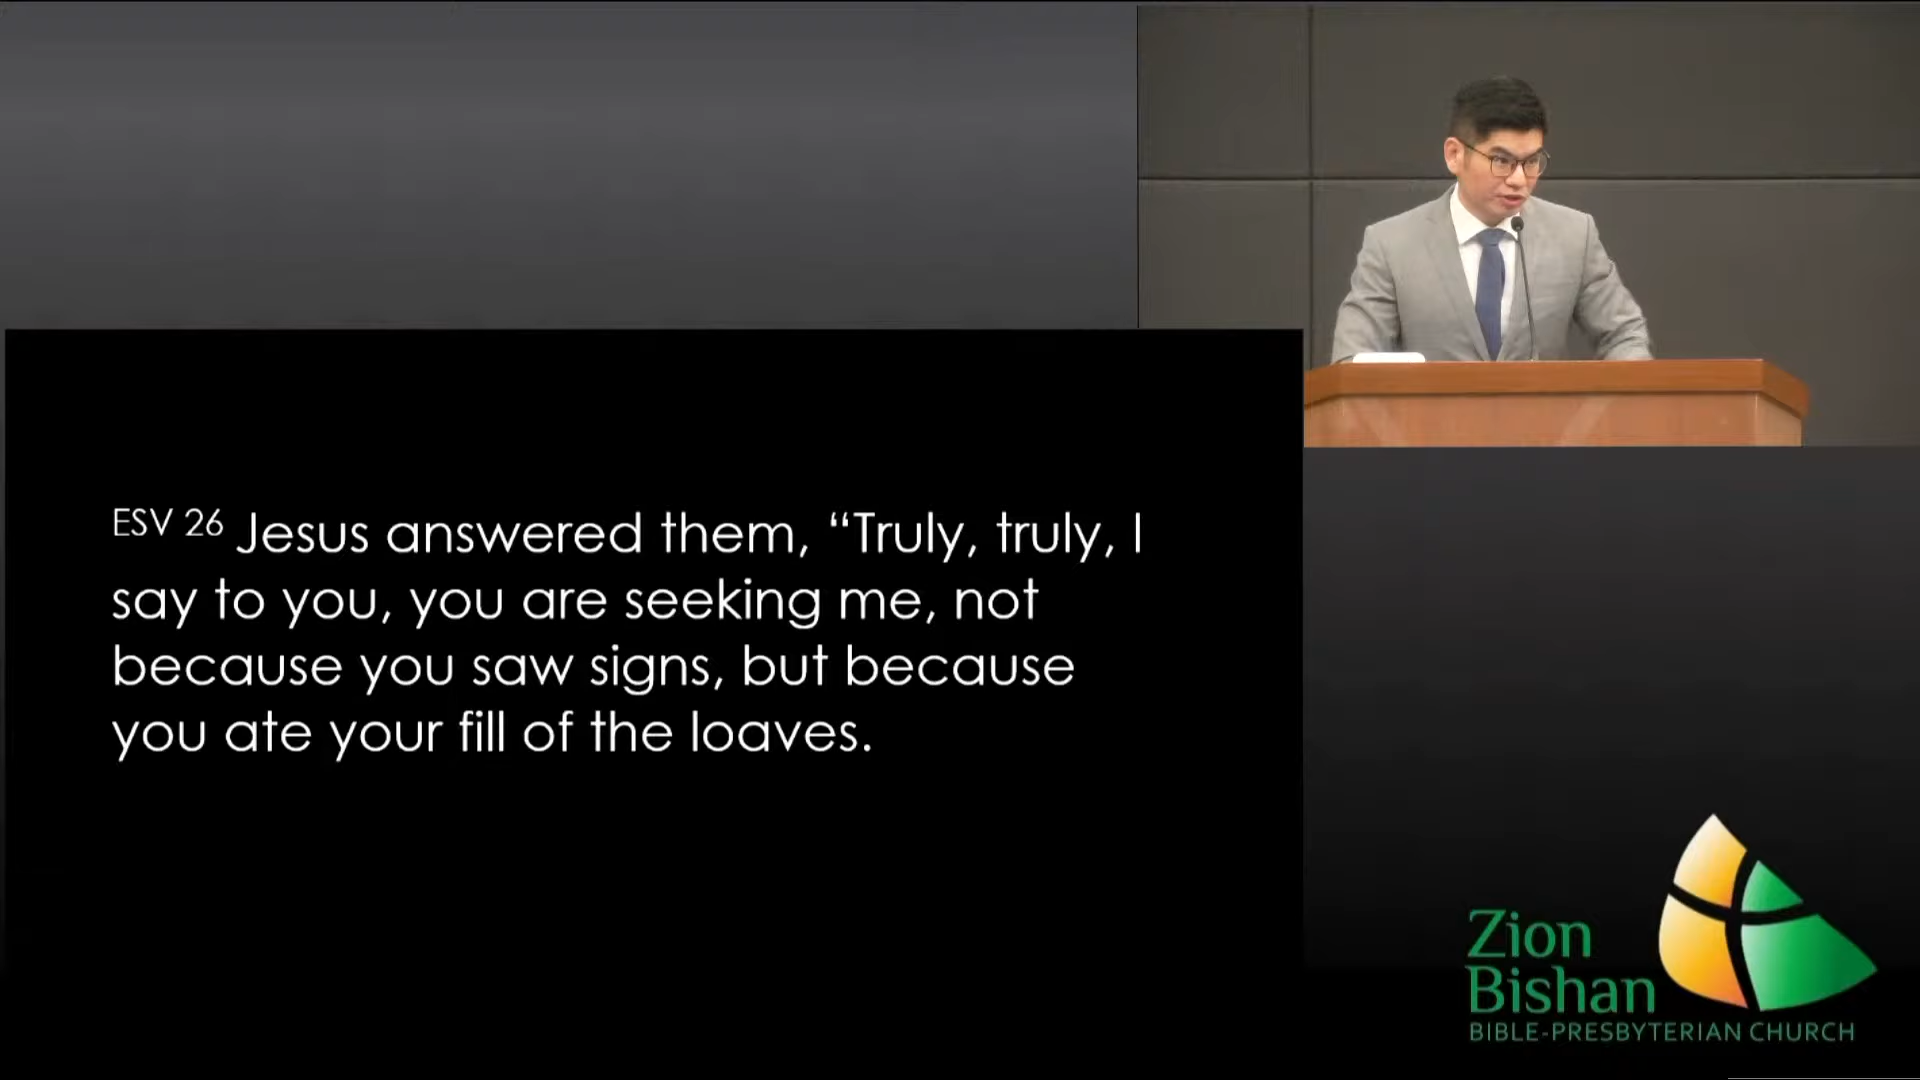 ESV 26 Jesus answered them, “Truly, truly, I
say to you, you are seeking me, not
because you saw signs, but because
you ate your fill of the loaves.
Zion
Bishan
BIBLE-PRESBYTERIAN CHURCH